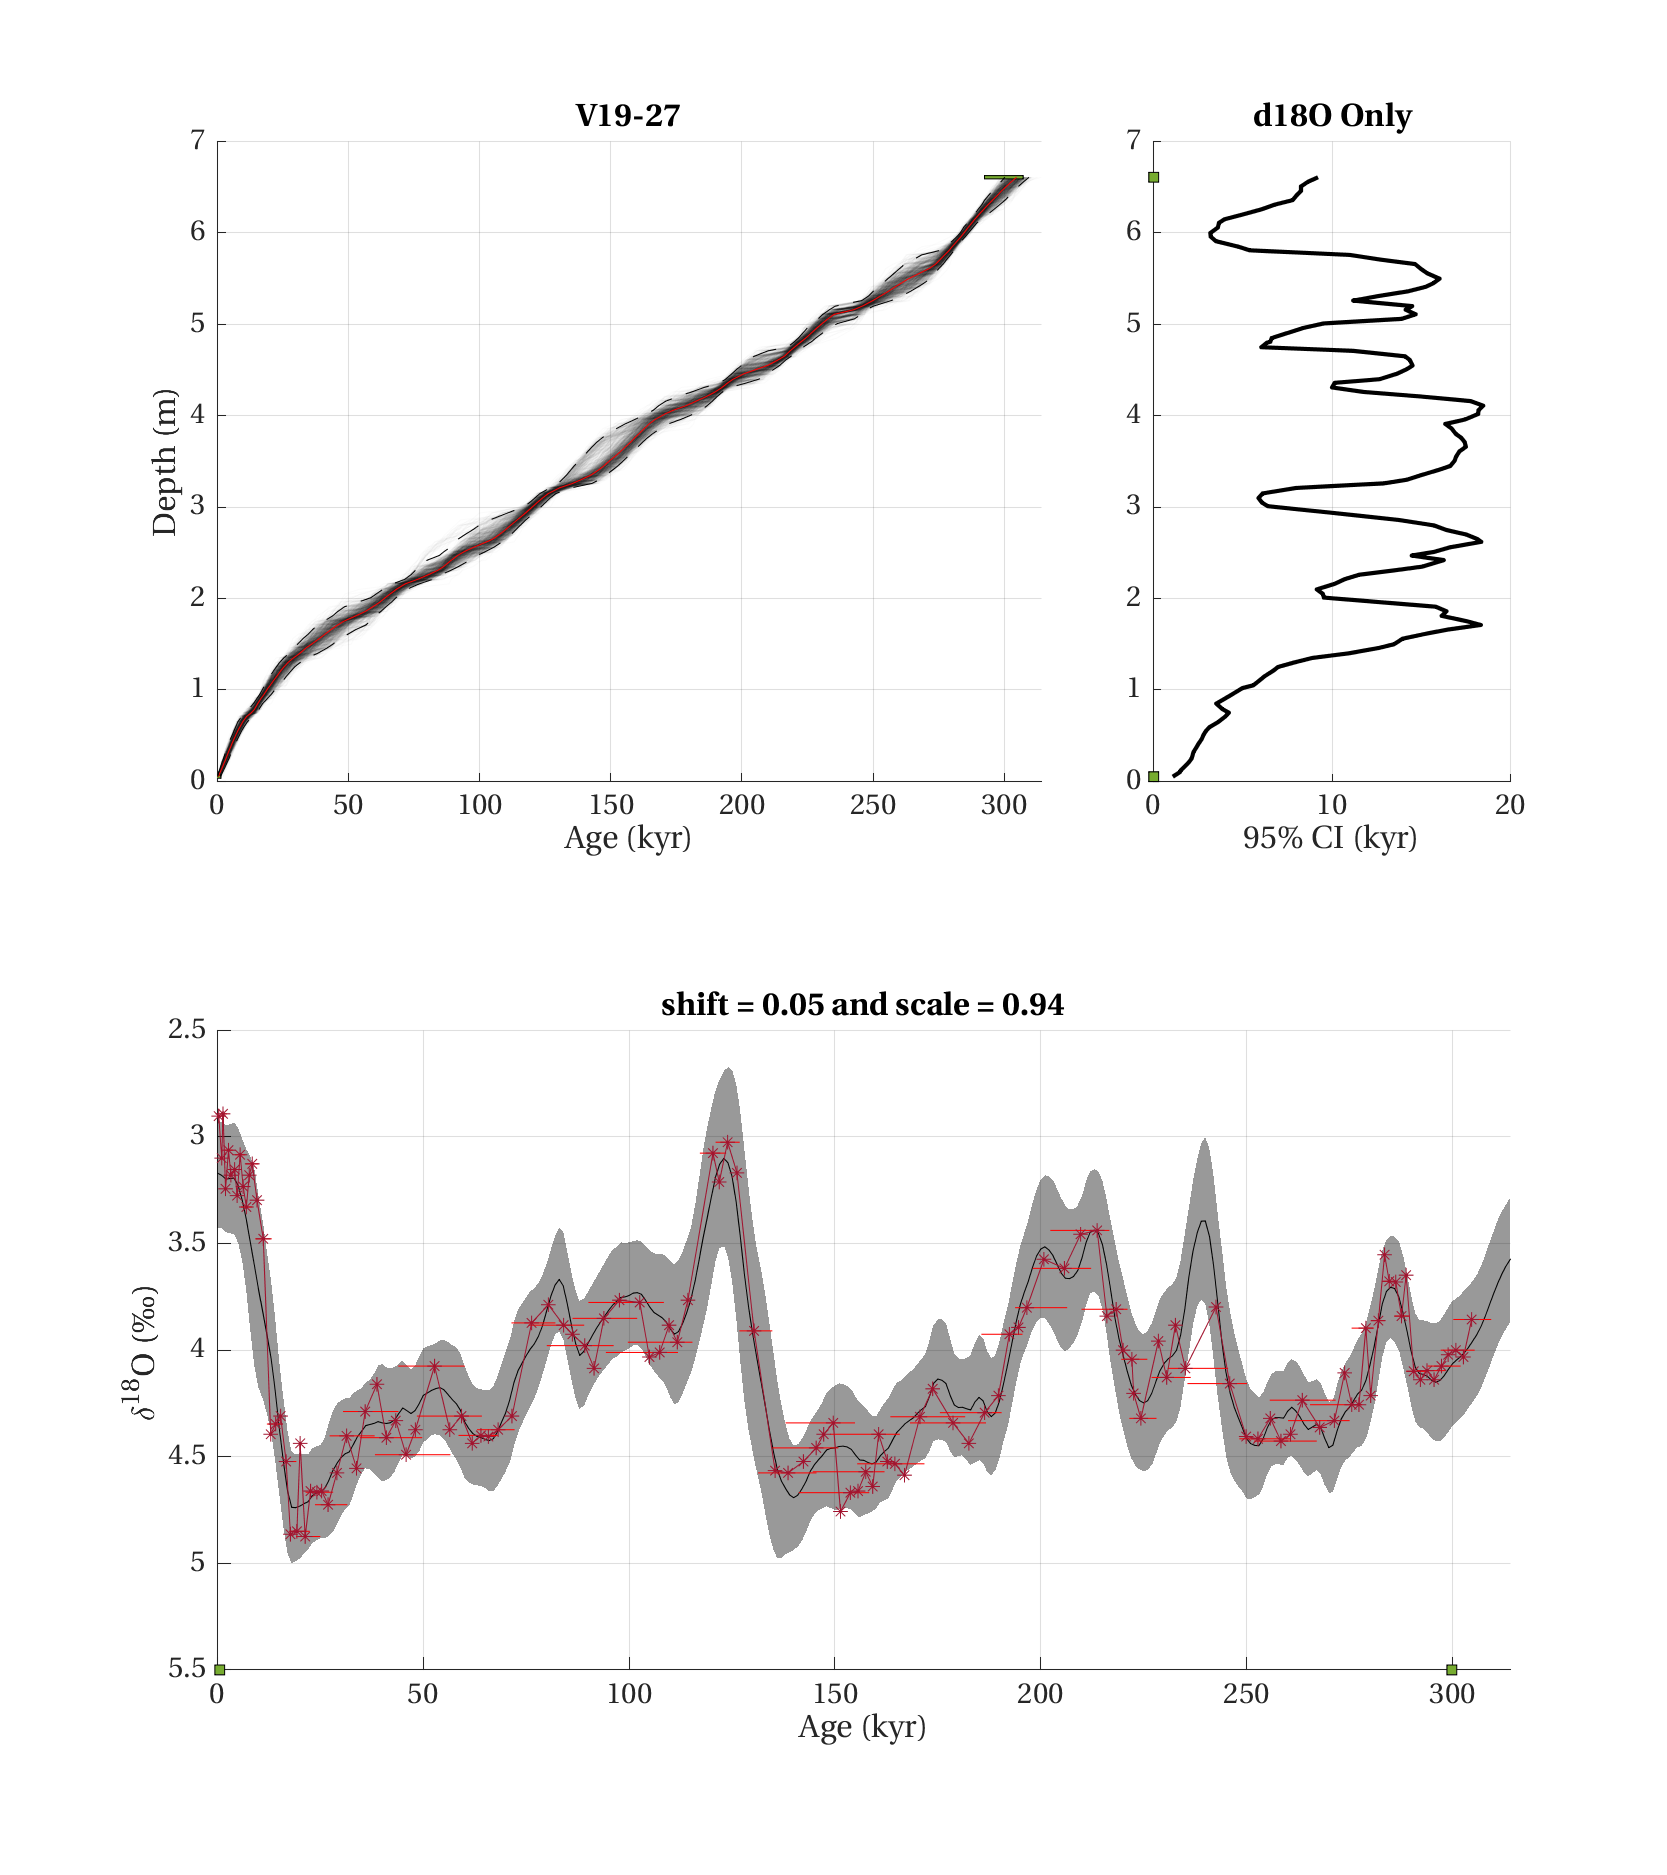 V19-27
Depth (m)
7
6
5
4
3
2
1
0
0 50 100 150 200 250 300
Age (kyr)
d18O Only
7
6
5
4
3
2
1
0
0 10 20
95% CI (kyr)
shift = 0.05 and scale = 0.94
δ18O (‰)
2.5
3
3.5
4
4.5
5
5.5
0 50 100 150 200 250 300
Age (kyr)